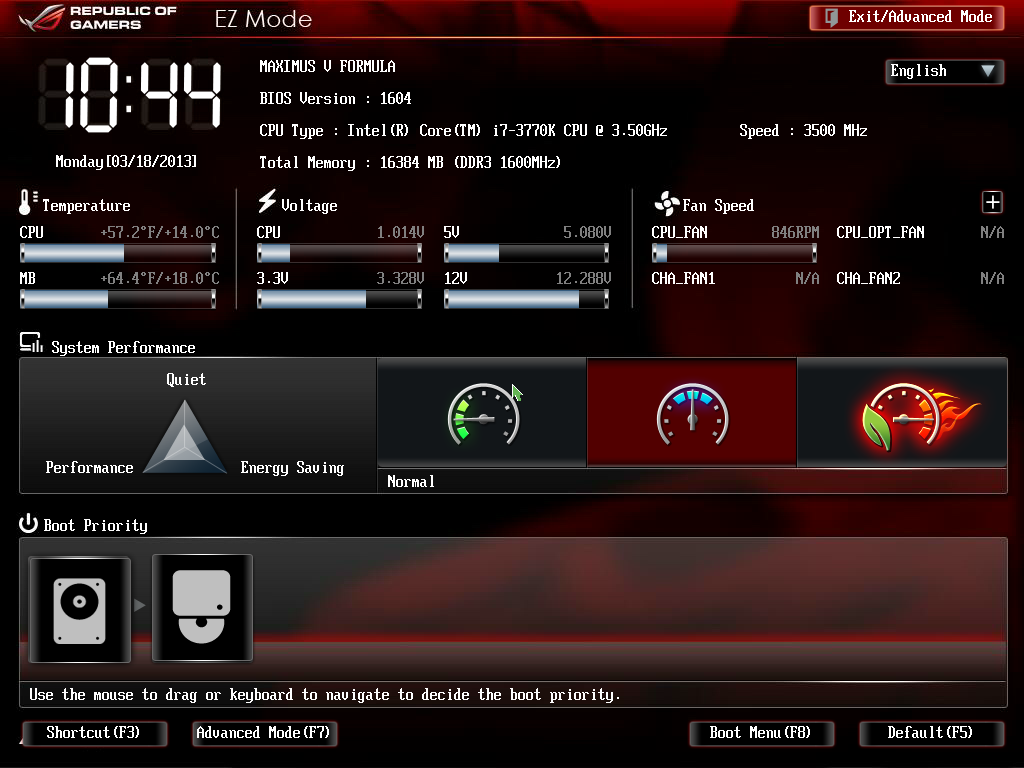 REPUBLIC OF
GAMERS
EZ Mode
Exit/Advanced Mode
10:44
Monday[03/18/2013]
MAXIMUS V FORMULA
BIOS Version : 1604
CPU Type : Intel(R) Core(TM) i7-3770K CPU @ 3.50GHz
Speed : 3500 MHz
Total Memory : 16384 MB (DDR3 1600MHz)
English
Temperature
CPU +57.2°F/+14.0°C
MB +64.4°F/+18.0°C
Voltage
CPU 1.014V 5V 5.080V
3.3V 3.328V 12V 12.288V
Fan Speed
CPU_FAN 846RPM CPU_OPT_FAN N/A
CHA_FAN1 N/A CHA_FAN2 N/A
System Performance
Quiet
Performance
Energy Saving
Normal
Boot Priority
Use the mouse to drag or keyboard to navigate to decide the boot priority.
Shortcut(F3)
Advanced Mode(F7)
Boot Menu(F8)
Default(F5)